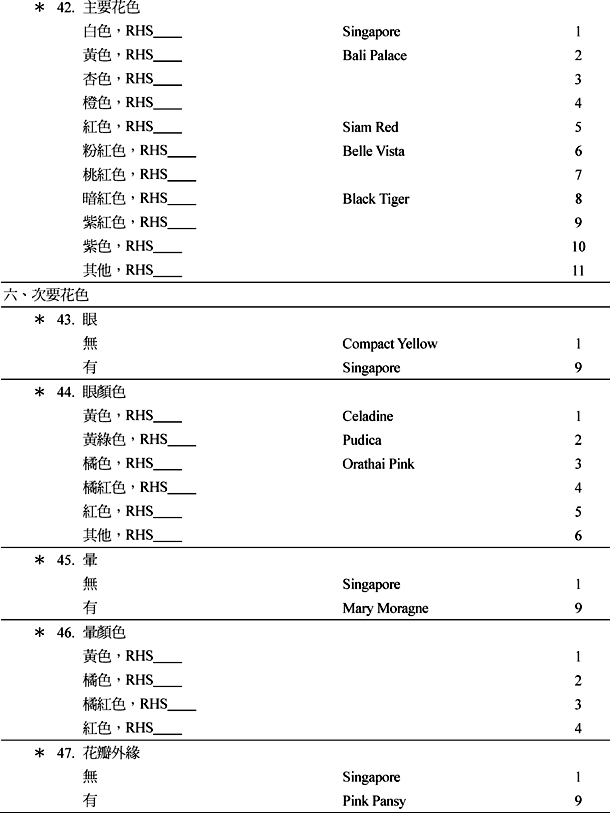 ＊ 42. 主要花色
白色，RHS____ Singapore 1
黃色，RHS____ Bali Palace 2
杏色，RHS____ 3
橙色，RHS____ 4
紅色，RHS____ Siam Red 5
粉紅色，RHS____ Belle Vista 6
桃紅色，RHS____ 7
暗紅色，RHS____ Black Tiger 8
紫紅色，RHS____ 9
紫色，RHS____ 10
其他，RHS____ 11
六、次要花色
＊ 43. 眼
無 Compact Yellow 1
有 Singapore 9
＊ 44. 眼顏色
黃色，RHS____ Celadine 1
黃綠色，RHS____ Pudica 2
橘色，RHS____ Orathai Pink 3
橘紅色，RHS____ 4
紅色，RHS____ 5
其他，RHS____ 6
＊ 45. 暈
無 Singapore 1
有 Mary Moragne 9
＊ 46. 暈顏色
黃色，RHS____ 1
橘色，RHS____ 2
橘紅色，RHS____ 3
紅色，RHS____ 4
＊ 47. 花瓣外緣
無 Singapore 1
有 Pink Pansy 9